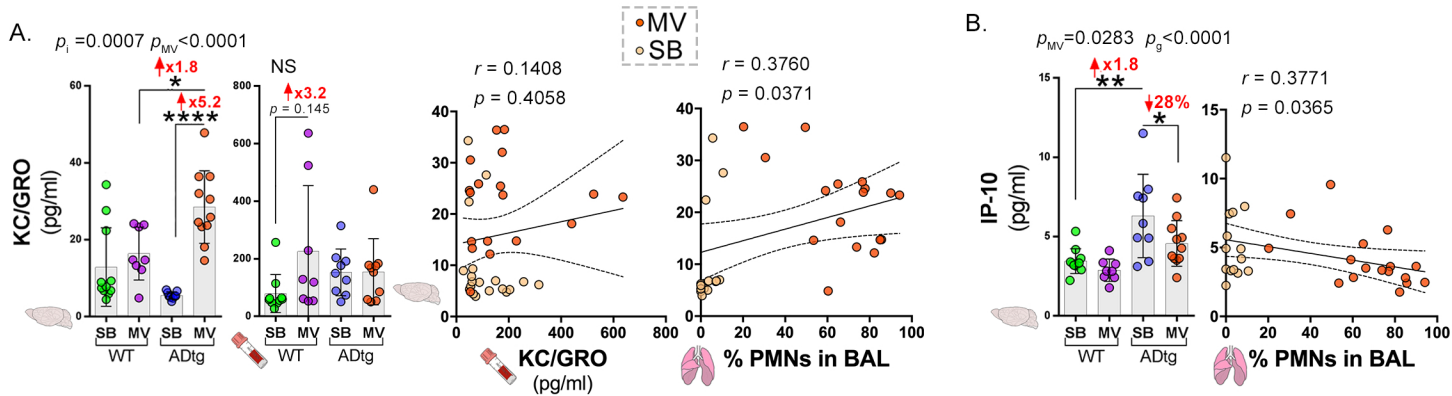 A.
pi =0.0007 pMV<0.0001
KC/GRO
(pg/ml)
60
40
20
0
↑x1.8
*
↑x5.2
****
SB MV SB MV
WT ADtg
NS
↑x3.2
p = 0.145
800
600
400
200
0
SB MV SB MV
WT ADtg
MV
SB
r = 0.1408
p = 0.4058
40
30
20
10
0
0 200 400 600 800
KC/GRO
(pg/ml)
r = 0.3760
p = 0.0371
40
30
20
10
0
0 20 40 60 80 100
% PMNs in BAL
B.
pMV=0.0283 pg<0.0001
IP-10
(pg/ml)
15
10
5
0
↑x1.8
**
↓28%
*
SB MV SB MV
WT ADtg
r = 0.3771
p = 0.0365
15
10
5
0
0 20 40 60 80 100
% PMNs in BAL